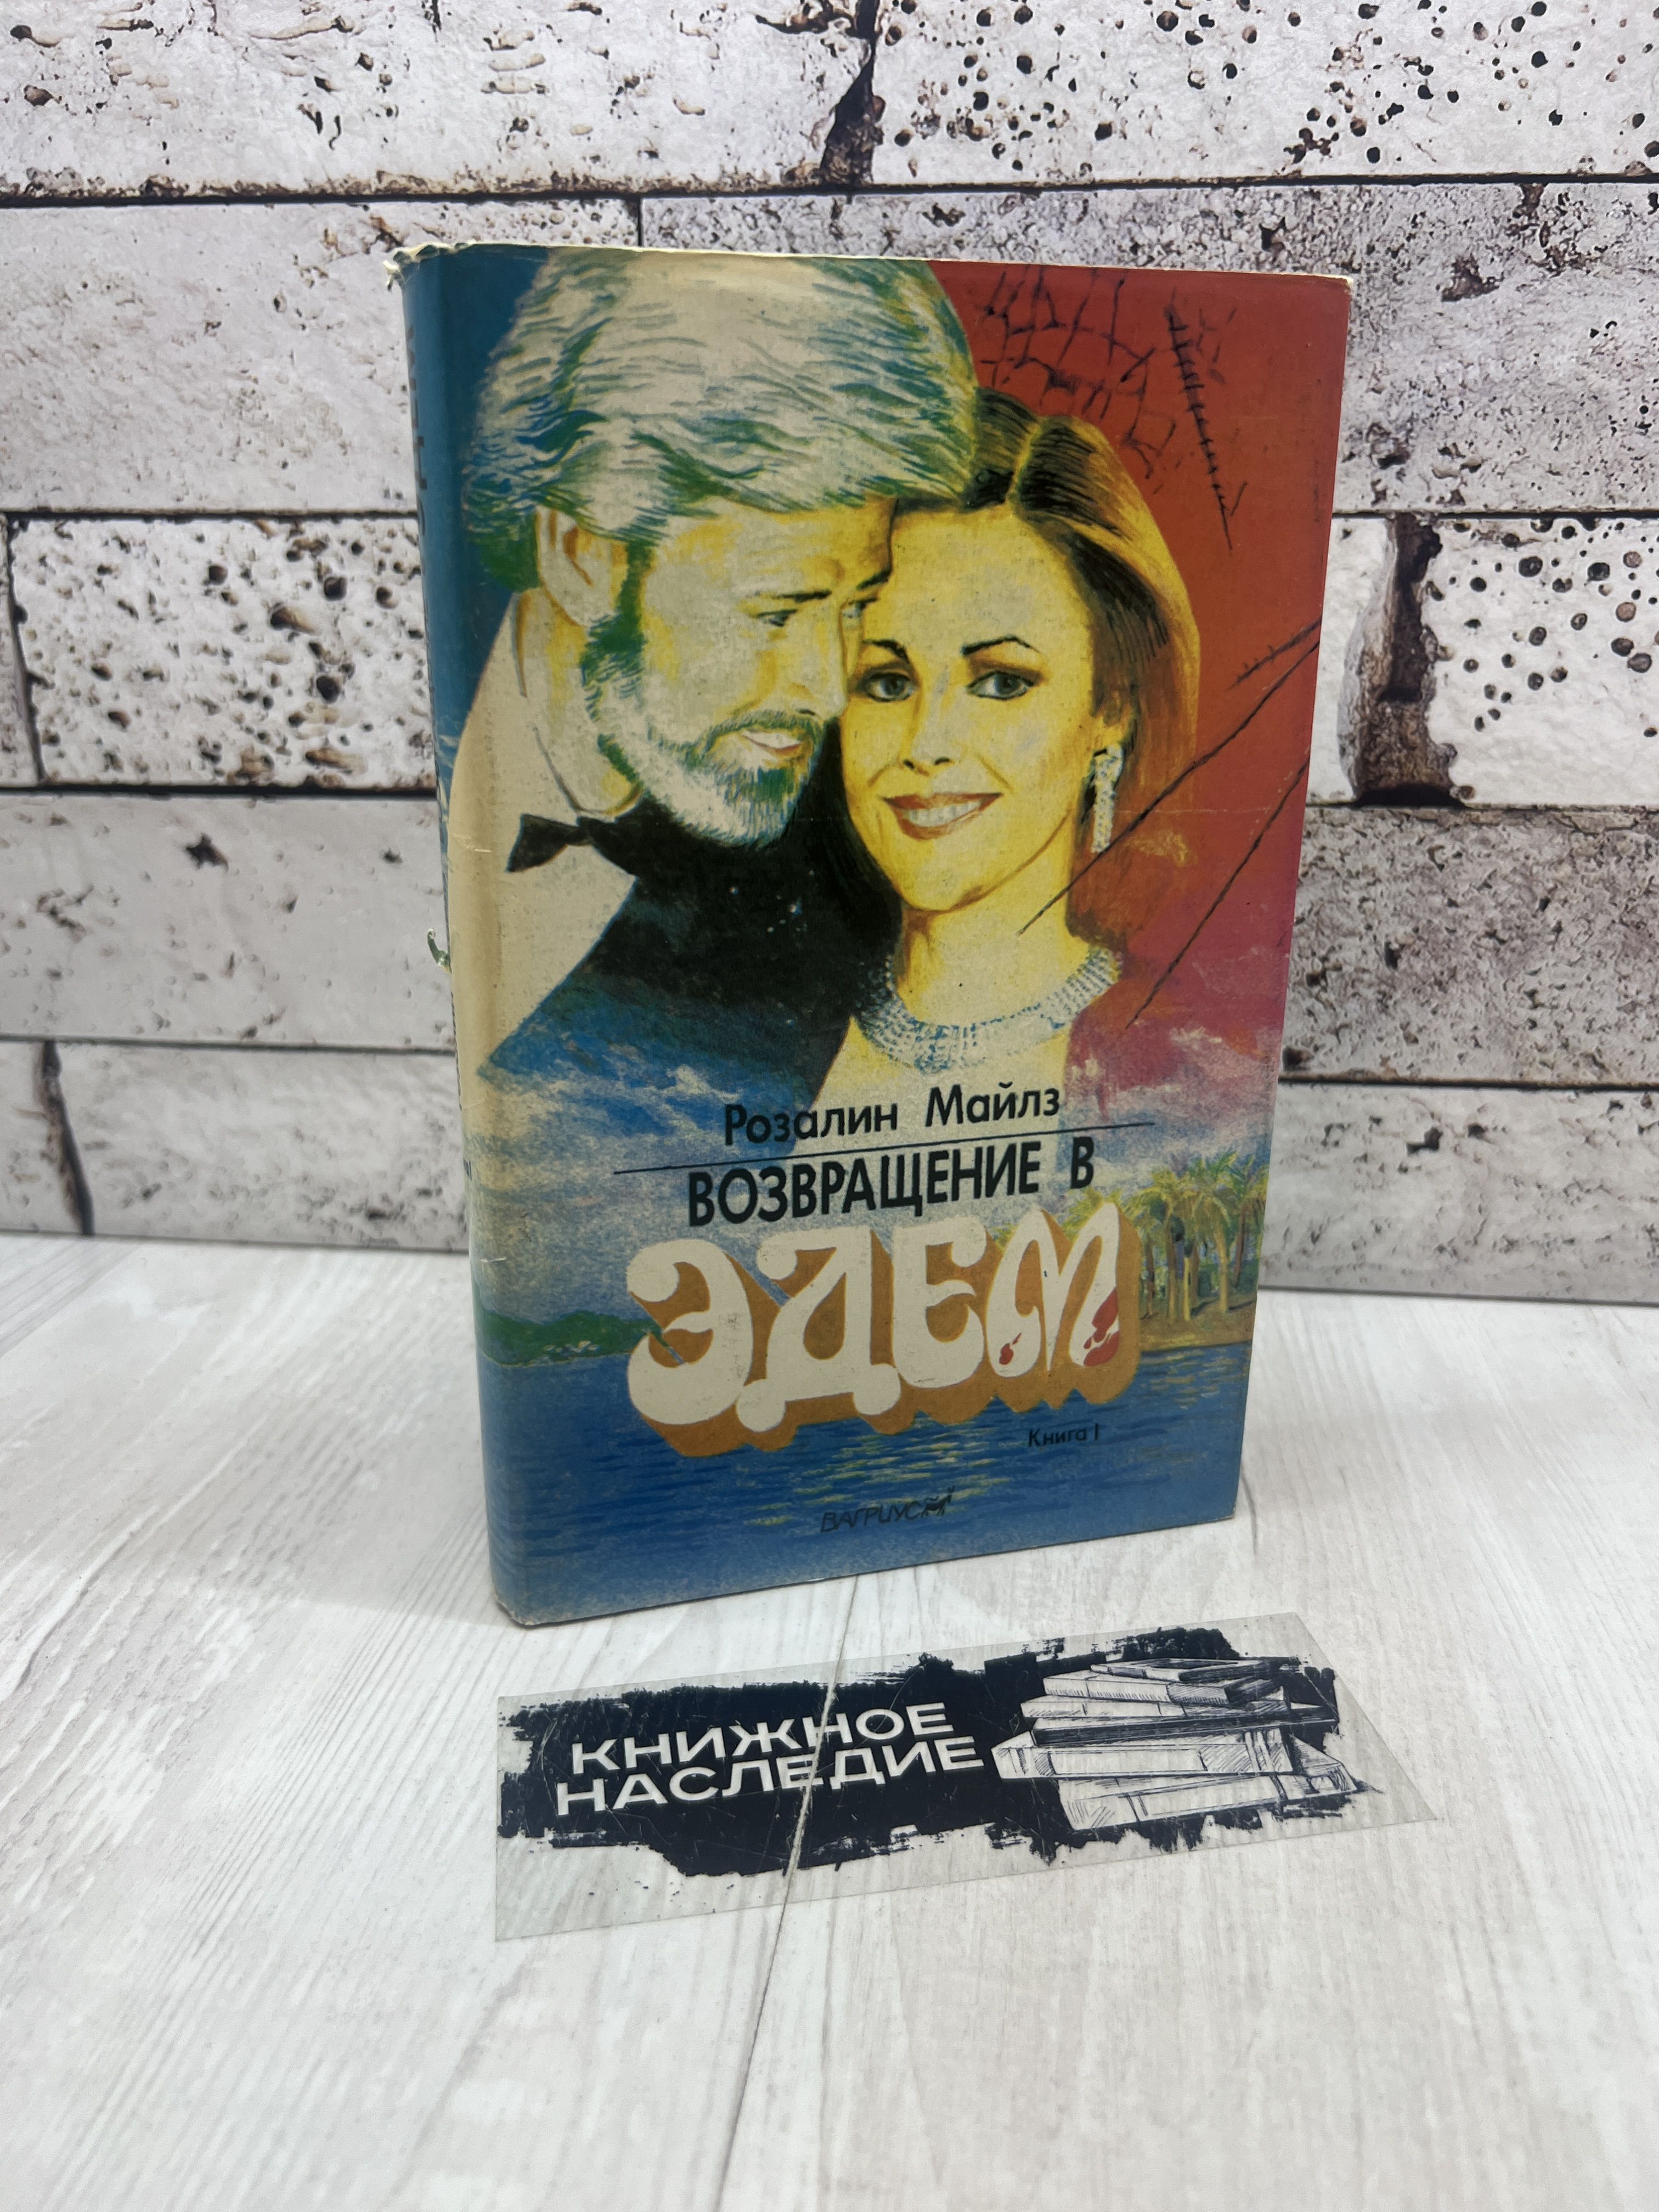 Розалин Майлз
ВОЗВРАЩЕНИЕ В
ЭДЕМ
Книга I
ВАГРИУС
КНИЖНОЕ
НАСЛЕДИЕ